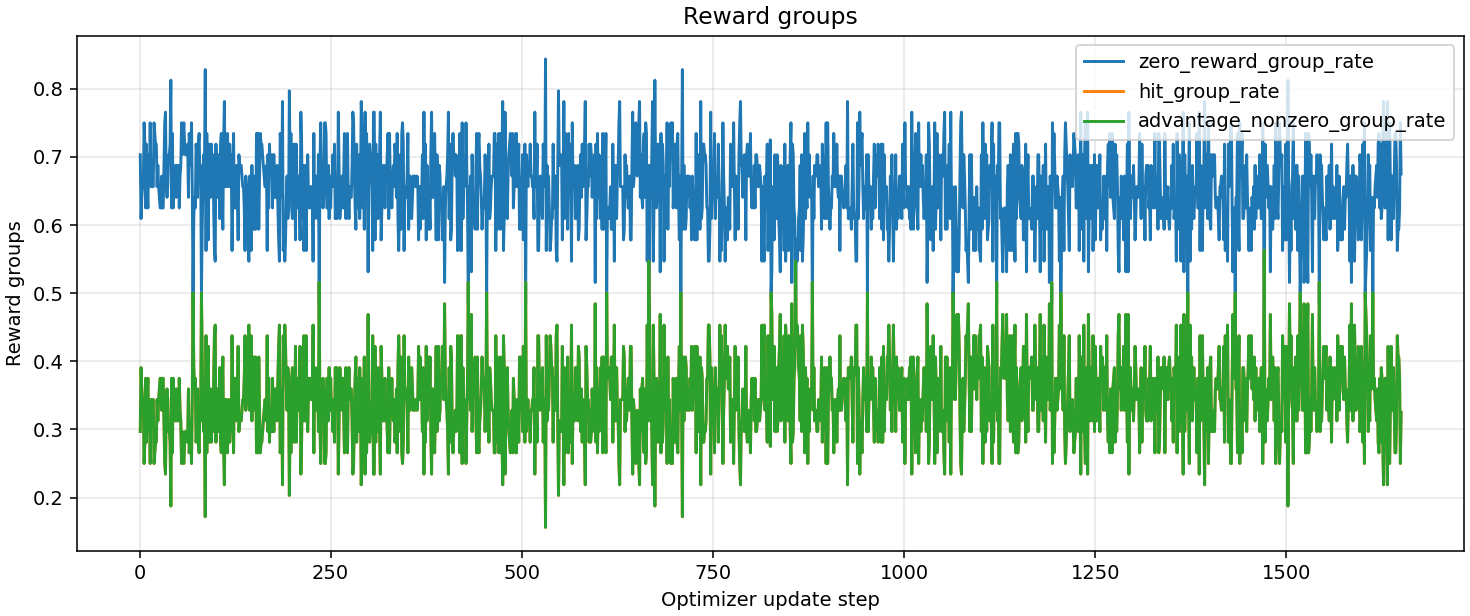 Reward groups
zero_reward_group_rate
hit_group_rate
advantage_nonzero_group_rate
Reward groups
0.8
0.7
0.6
0.5
0.4
0.3
0.2
0
250
500
750
1000
1250
1500
Optimizer update step